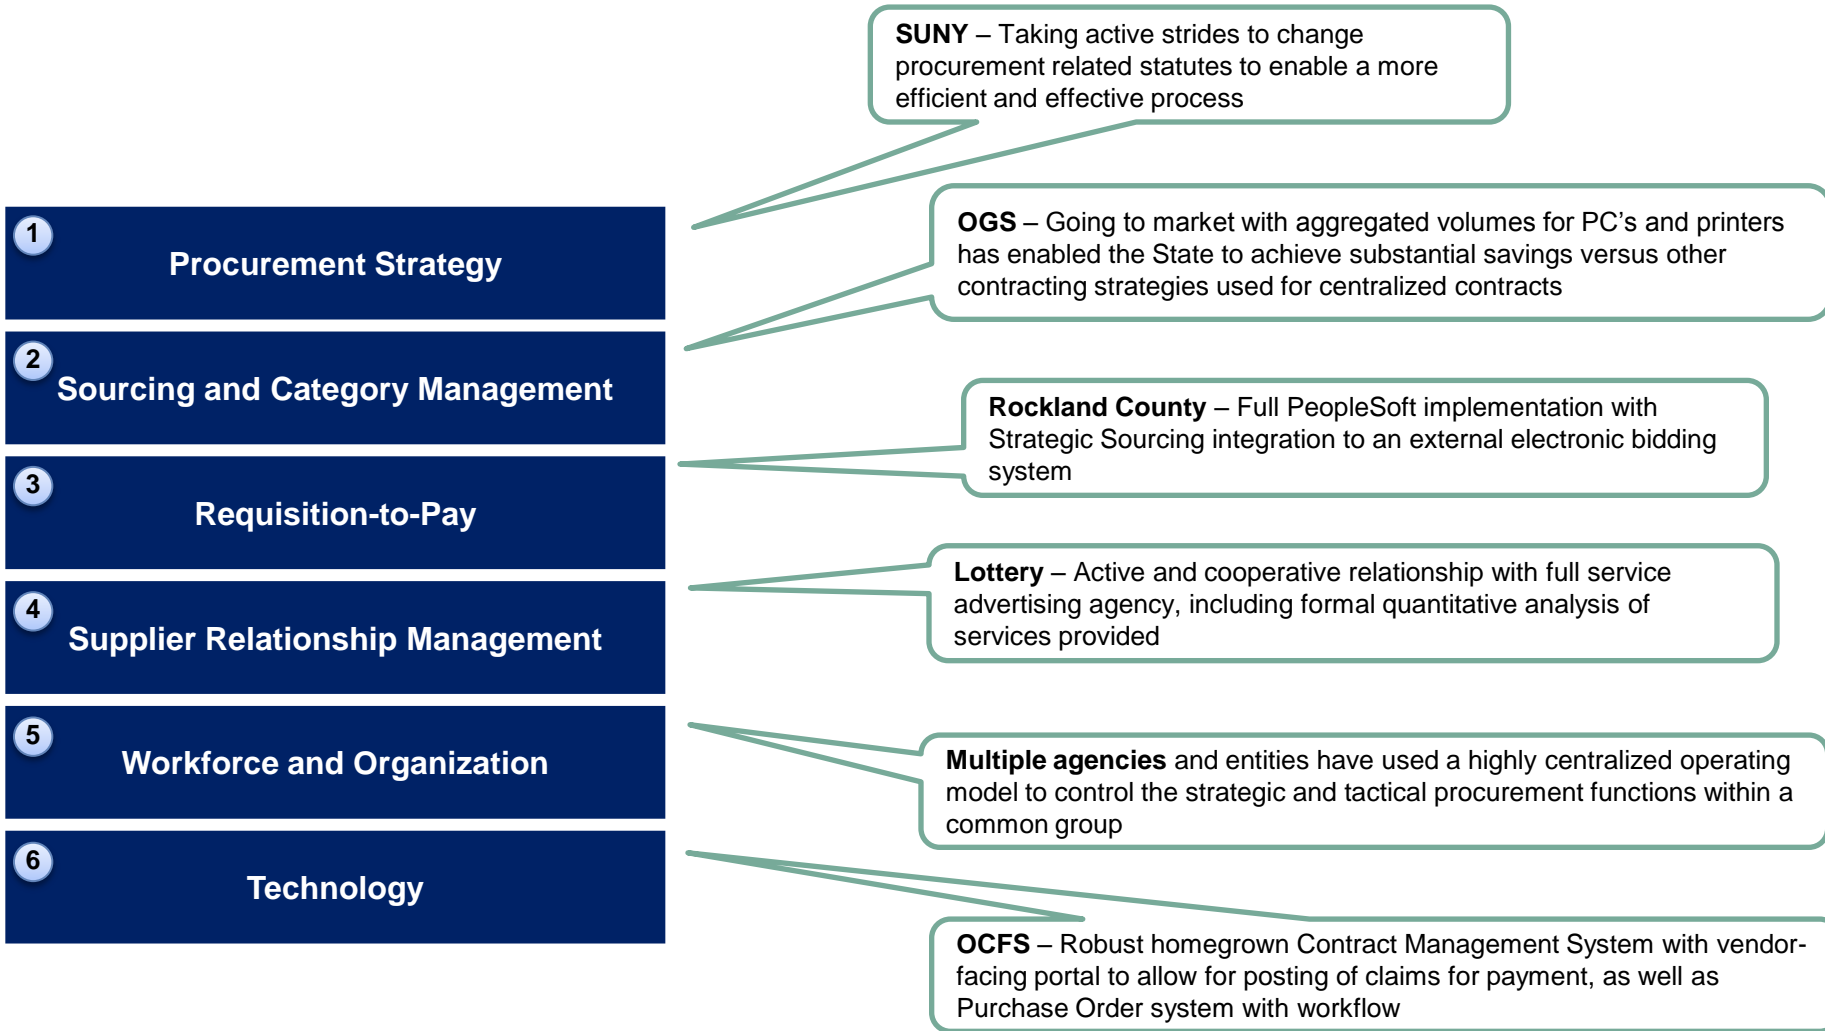 SUNY – Taking active strides to change
procurement related statutes to enable a more
efficient and effective process
1
Procurement Strategy
OGS – Going to market with aggregated volumes for PC’s and printers
has enabled the State to achieve substantial savings versus other
contracting strategies used for centralized contracts
2
Sourcing and Category Management
Rockland County – Full PeopleSoft implementation with
Strategic Sourcing integration to an external electronic bidding
system
3
Requisition-to-Pay
Lottery – Active and cooperative relationship with full service
advertising agency, including formal quantitative analysis of
services provided
4
Supplier Relationship Management
5
Workforce and Organization
Multiple agencies and entities have used a highly centralized operating
model to control the strategic and tactical procurement functions within a
common group
6
Technology
OCFS – Robust homegrown Contract Management System with vendor-
facing portal to allow for posting of claims for payment, as well as
Purchase Order system with workflow